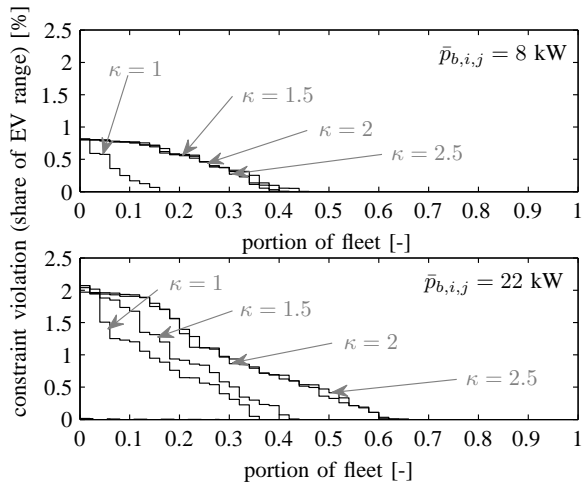 constraint violation (share of EV range) [%]
2.5
2
1.5
1
0.5
0
p̄b,i,j = 8 kW
κ = 1
κ = 1.5
κ = 2
κ = 2.5
0 0.1 0.2 0.3 0.4 0.5 0.6 0.7 0.8 0.9 1
portion of fleet [-]
2.5
2
1.5
1
0.5
0
p̄b,i,j = 22 kW
κ = 1
κ = 1.5
κ = 2
κ = 2.5
0 0.1 0.2 0.3 0.4 0.5 0.6 0.7 0.8 0.9 1
portion of fleet [-]